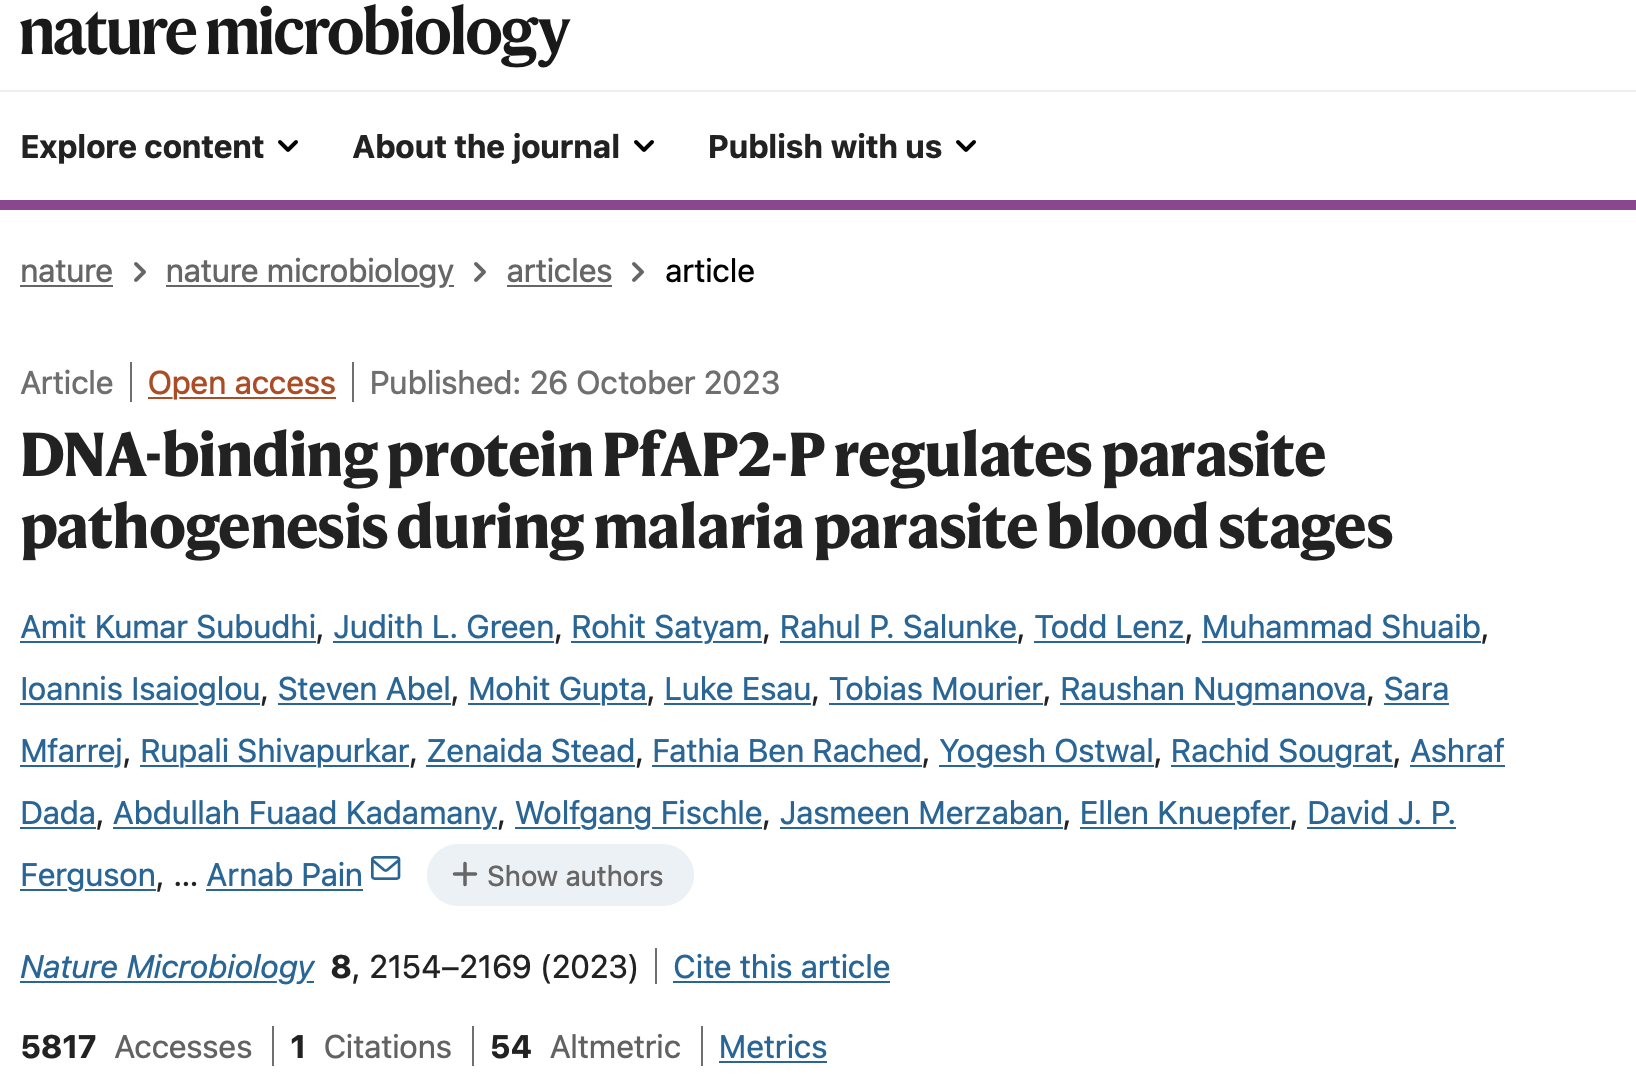 nature microbiology
Explore content About the journal Publish with us
nature > nature microbiology > articles > article
Article | Open access | Published: 26 October 2023
DNA-binding protein PfAP2-P regulates parasite
pathogenesis during malaria parasite blood stages
Amit Kumar Subudhi, Judith L. Green, Rohit Satyam, Rahul P. Salunke, Todd Lenz, Muhammad Shuaib,
Ioannis Isaioglou, Steven Abel, Mohit Gupta, Luke Esau, Tobias Mourier, Raushan Nugmanova, Sara
Mfarrej, Rupali Shivapurkar, Zenaida Stead, Fathia Ben Rached, Yogesh Ostwal, Rachid Sougrat, Ashraf
Dada, Abdullah Fuaad Kadamany, Wolfgang Fischle, Jasmeen Merzaban, Ellen Knuepfer, David J. P.
Ferguson, ... Arnab Pain + Show authors
Nature Microbiology 8, 2154–2169 (2023) | Cite this article
5817 Accesses | 1 Citations | 54 Altmetric | Metrics